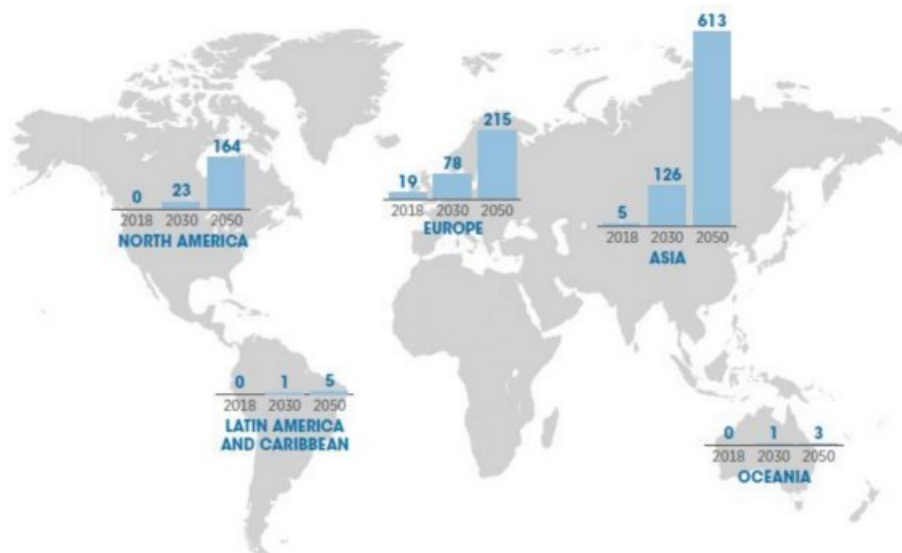 613
215
164
126
78
23
19
0
5
2018 2030 2050
NORTH AMERICA
2018 2030 2050
EUROPE
2018 2030 2050
ASIA
0 1 5
2018 2030 2050
LATIN AMERICA
AND CARIBBEAN
0 1 3
2018 2030 2050
OCEANIA